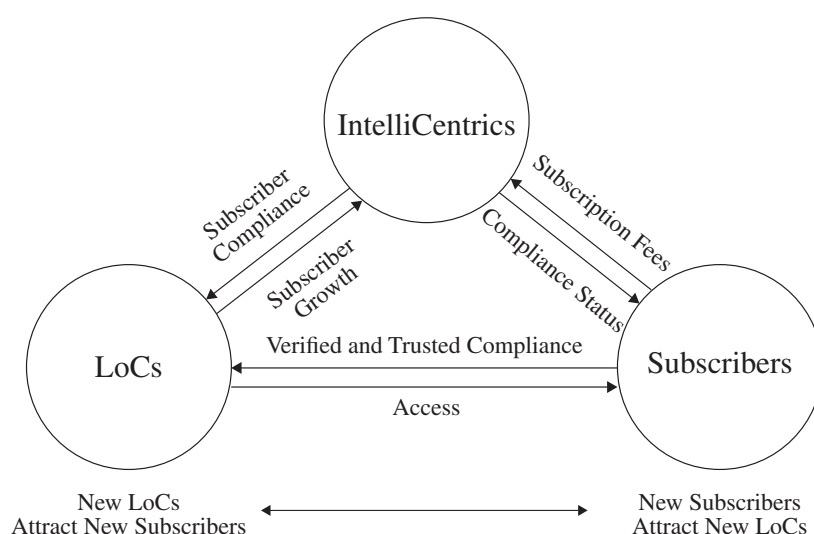 IntelliCentrics
Subscriber
Compliance
Subscriber
Growth
Subscription Fees
Compliance Status
LoCs
Verified and Trusted Compliance
Access
Subscribers
New LoCs
Attract New Subscribers
New Subscribers
Attract New LoCs